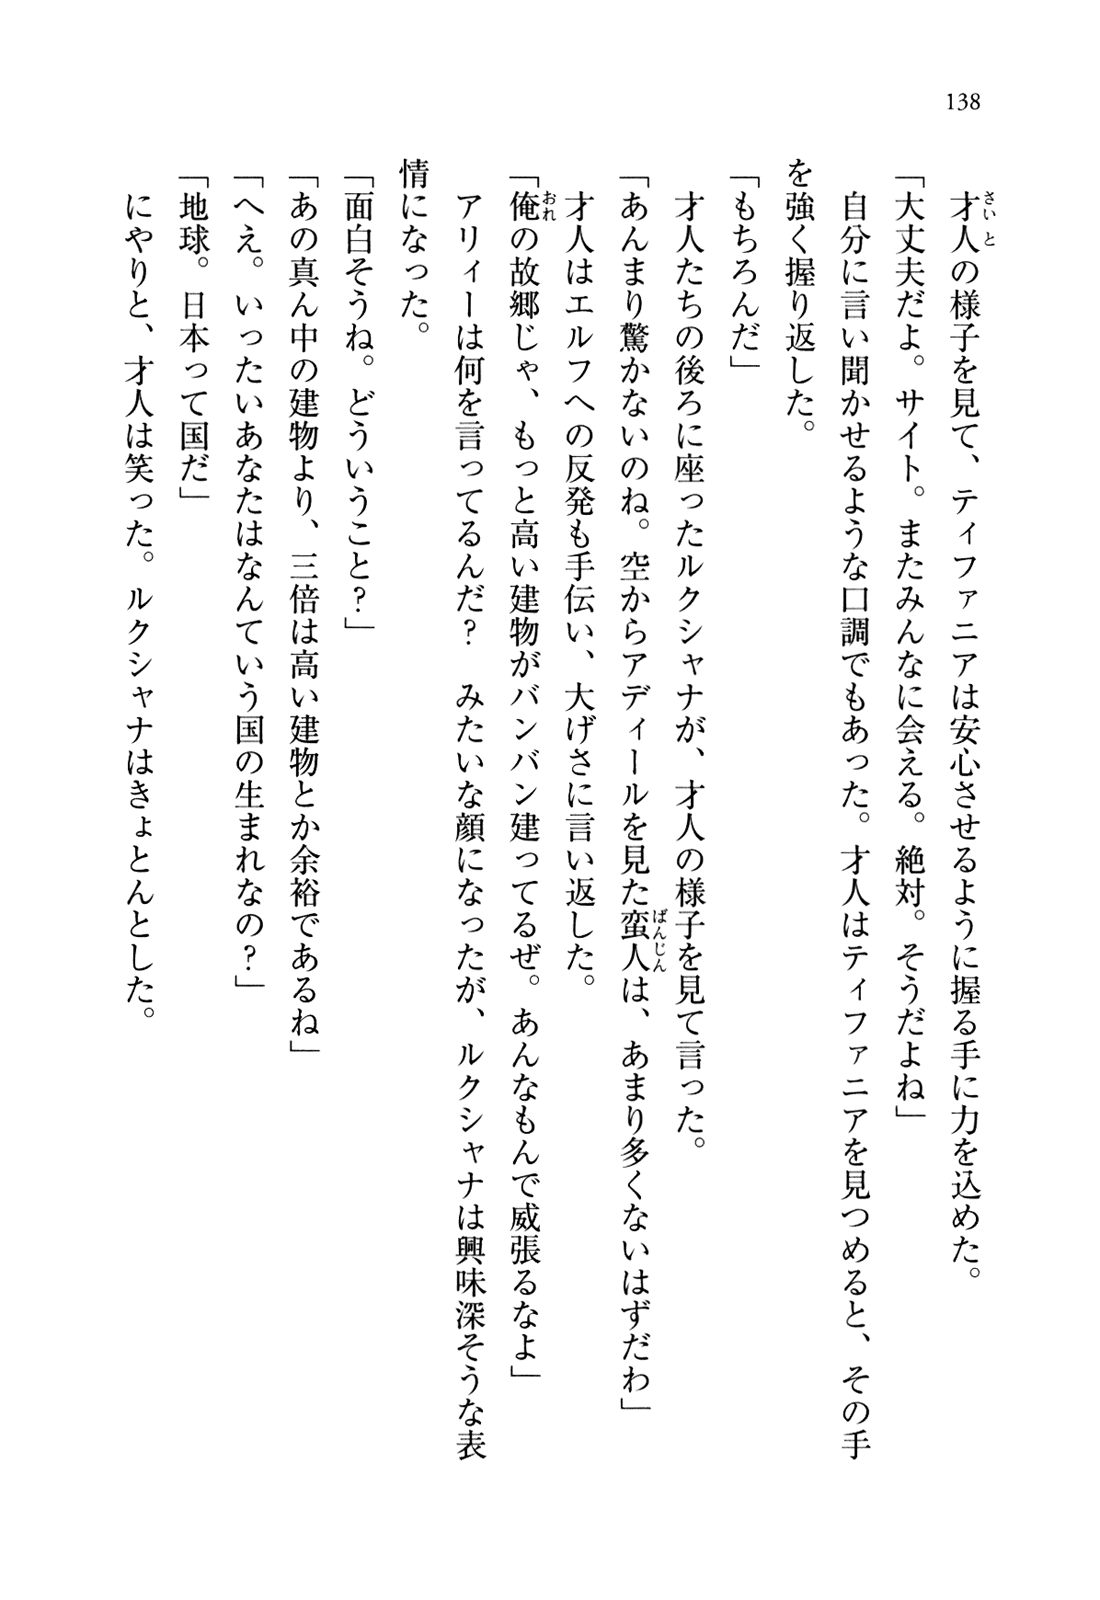 138
才人の様子を見て、ティファニアは安心させるように握る手に力を込めた。
「大丈夫だよ。サイト。またみんなに会える。絶対。そうだよね」
自分に言い聞かせるような口調でもあった。才人はティファニアを見つめると、その手
を強く握り返した。
「もちろんだ」
才人たちの後ろに座ったルクシャナが、才人の様子を見て言った。
「あんまり驚かないのね。空からアディールを見た蛮人は、あまり多くないはずだわ」
才人はエルフへの反発も手伝い、大げさに言い返した。
「俺の故郷じゃ、もっと高い建物がバンバン建ってるぜ。あんなもんで威張るなよ」
アリィーは何を言ってるんだ？　みたいな顔になったが、ルクシャナは興味深そうな表
情になった。
「面白そうね。どういうこと？」
「あの真ん中の建物より、三倍は高い建物とか余裕であるね」
「へえ。いったいあなたはなんていう国の生まれなの？」
「地球。日本って国だ」
にやりと、才人は笑った。ルクシャナはきょとんとした。